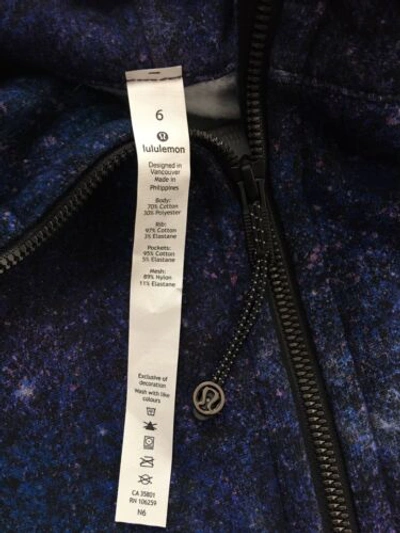 6
lululemon
Designed in
Vancouver
Made in
Philippines
Body:
70% Cotton
30% Polyester
Rib:
97% Cotton
3% Elastane
Pockets:
95% Cotton
5% Elastane
Mesh:
89% Nylon
11% Elastane
Exclusive of
decoration
Wash with like
colours
CA 35801
RN 106259
N6